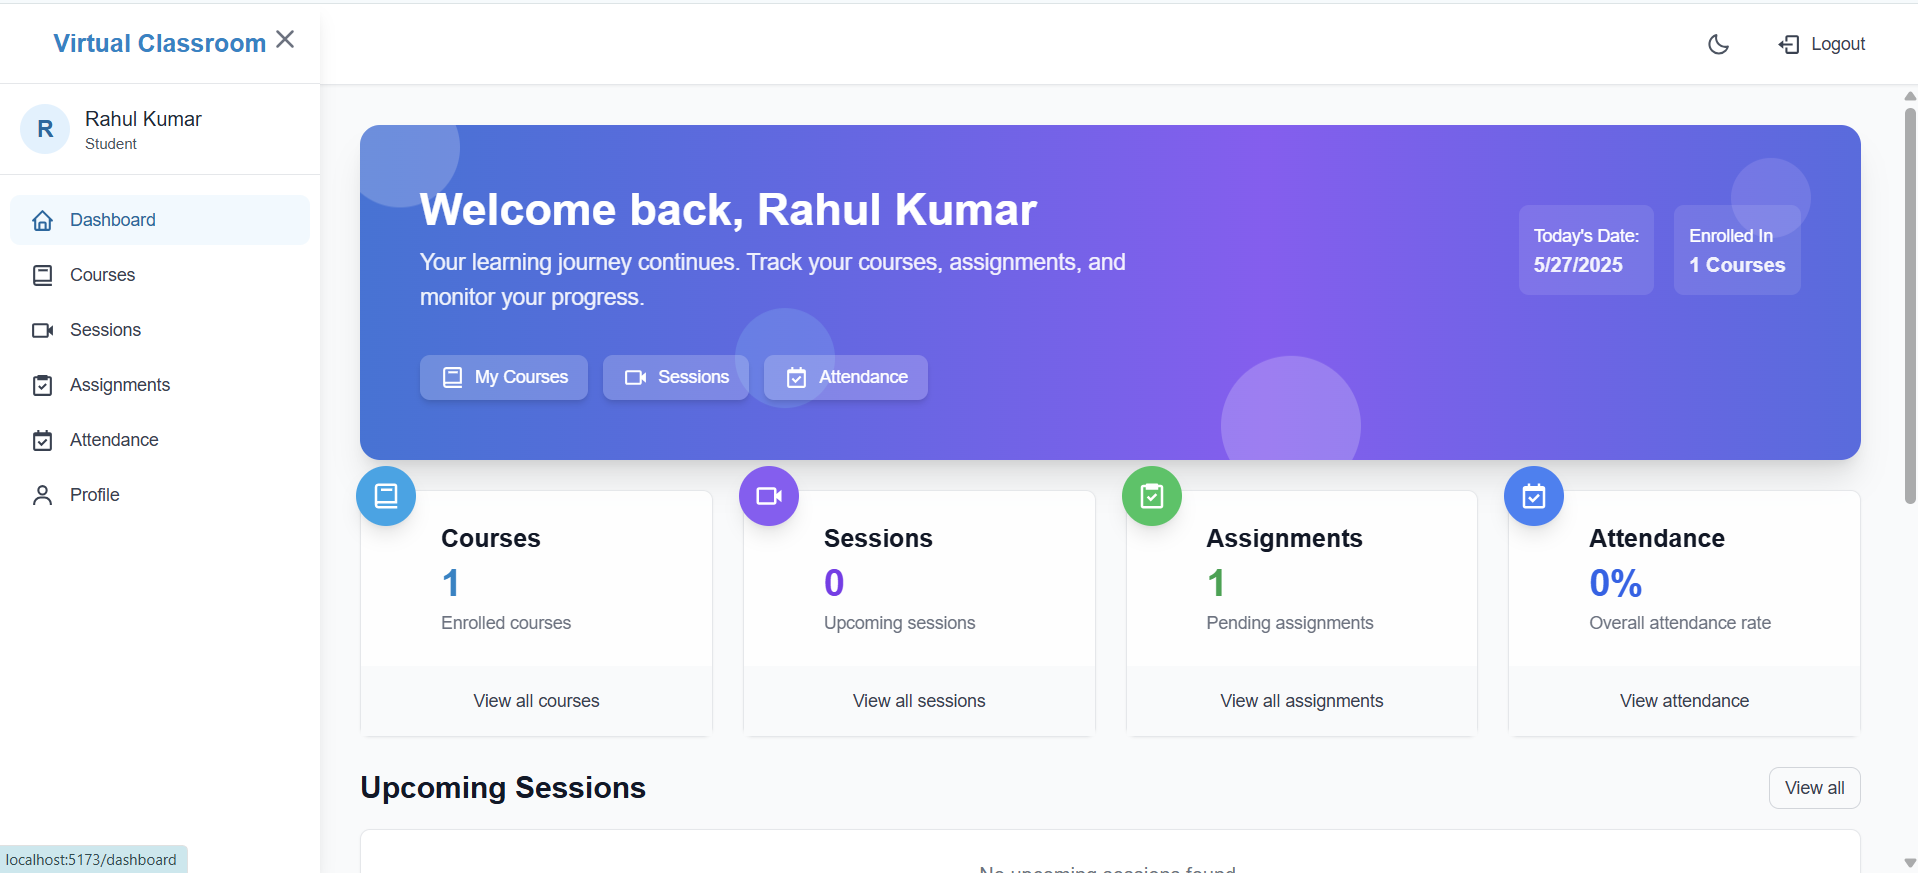 Virtual Classroom
Logout
R
Rahul Kumar
Student
Dashboard
Courses
Sessions
Assignments
Attendance
Profile
Welcome back, Rahul Kumar
Your learning journey continues. Track your courses, assignments, and
monitor your progress.
Today's Date:
5/27/2025
Enrolled In
1 Courses
My Courses
Sessions
Attendance
Courses
1
Enrolled courses
View all courses
Sessions
0
Upcoming sessions
View all sessions
Assignments
1
Pending assignments
View all assignments
Attendance
0%
Overall attendance rate
View attendance
Upcoming Sessions
View all
No upcoming sessions found
localhost:5173/dashboard